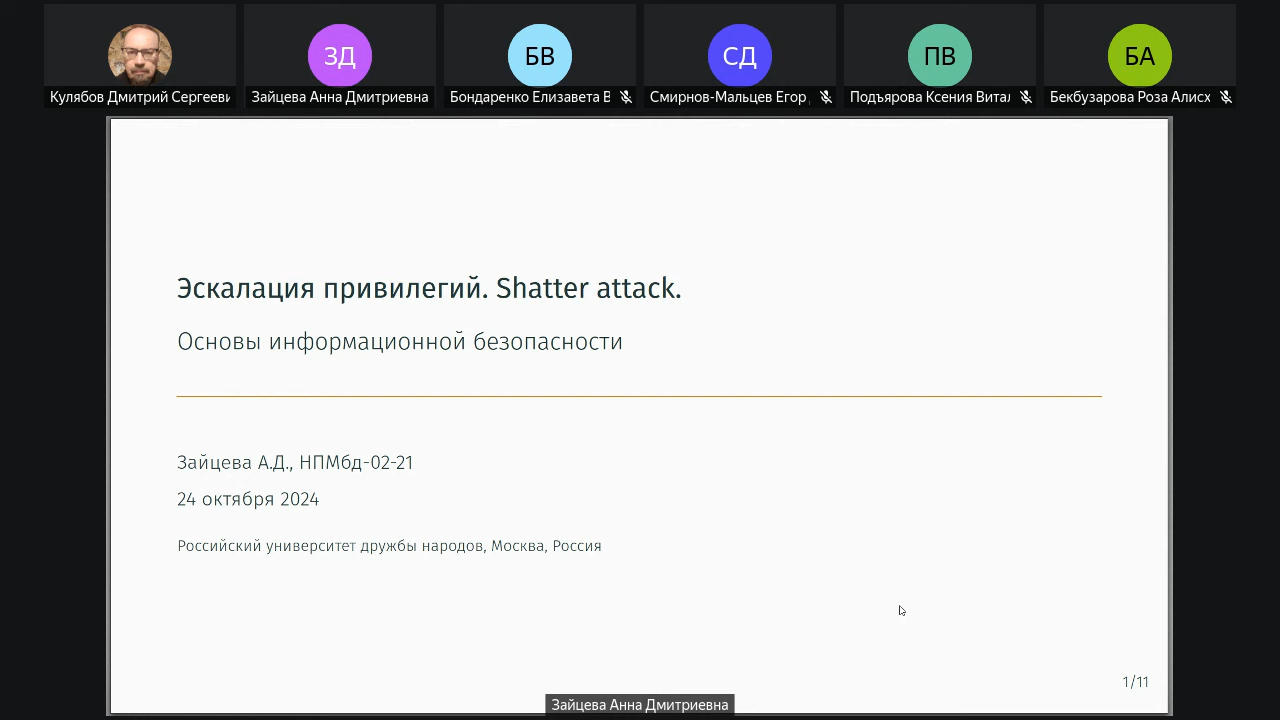 ЗД
БВ
СД
ПВ
БА
Кулябов Дмитрий Сергееви
Зайцева Анна Дмитриевна
Бондаренко Елизавета В
Смирнов-Мальцев Егор
Подъярова Ксения Витал
Бекбузарова Роза Алисх
Эскалация привилегий. Shatter attack.
Основы информационной безопасности
Зайцева А.Д., НПМбд-02-21
24 октября 2024
Российский университет дружбы народов, Москва, Россия
1/11
Зайцева Анна Дмитриевна